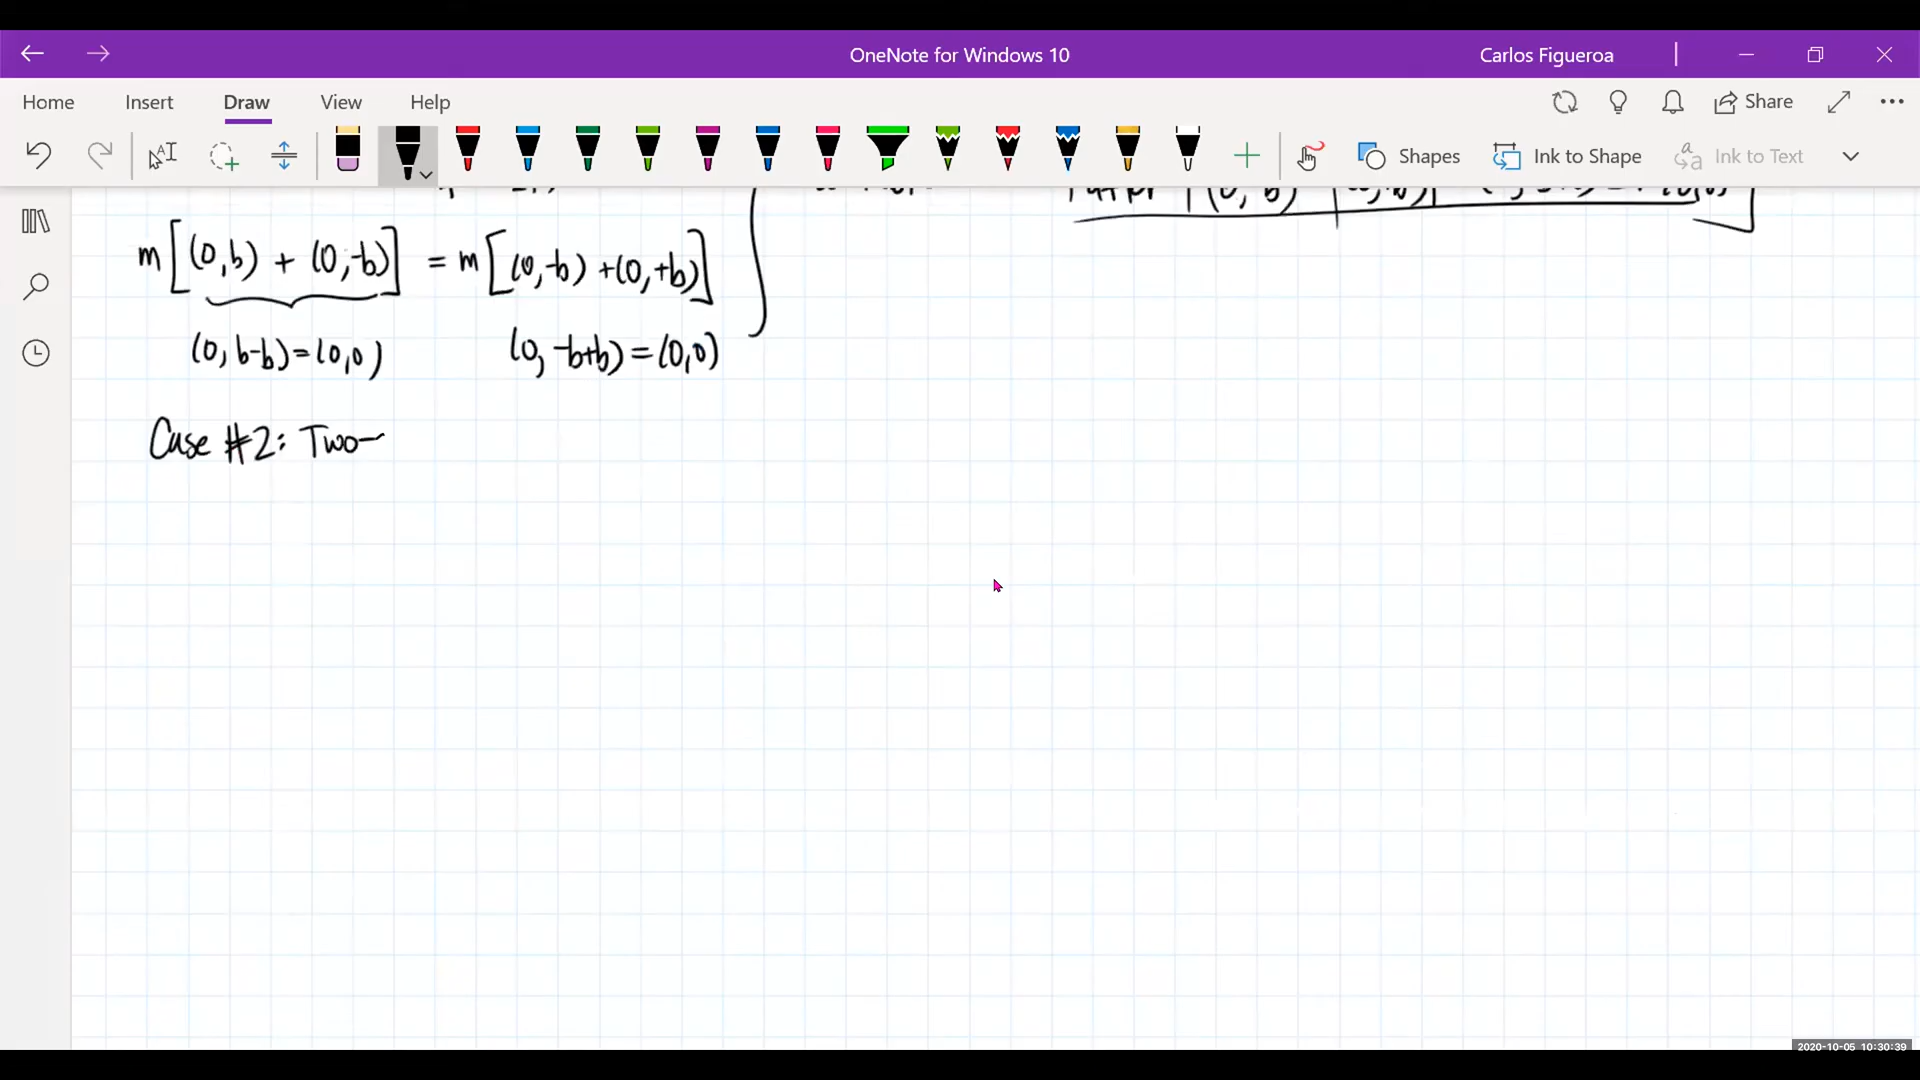 OneNote for Windows 10
Carlos Figueroa
Home Insert Draw View Help
Share
Shapes
Ink to Shape
Ink to Text
m[(0,b) + (0,-b)] = m[(0,-b) +(0,+b)]
(0, b-b)=(0,0) (0, -b+b)=(0,0)
Case #2: Two-
2020-10-05 10:30:39